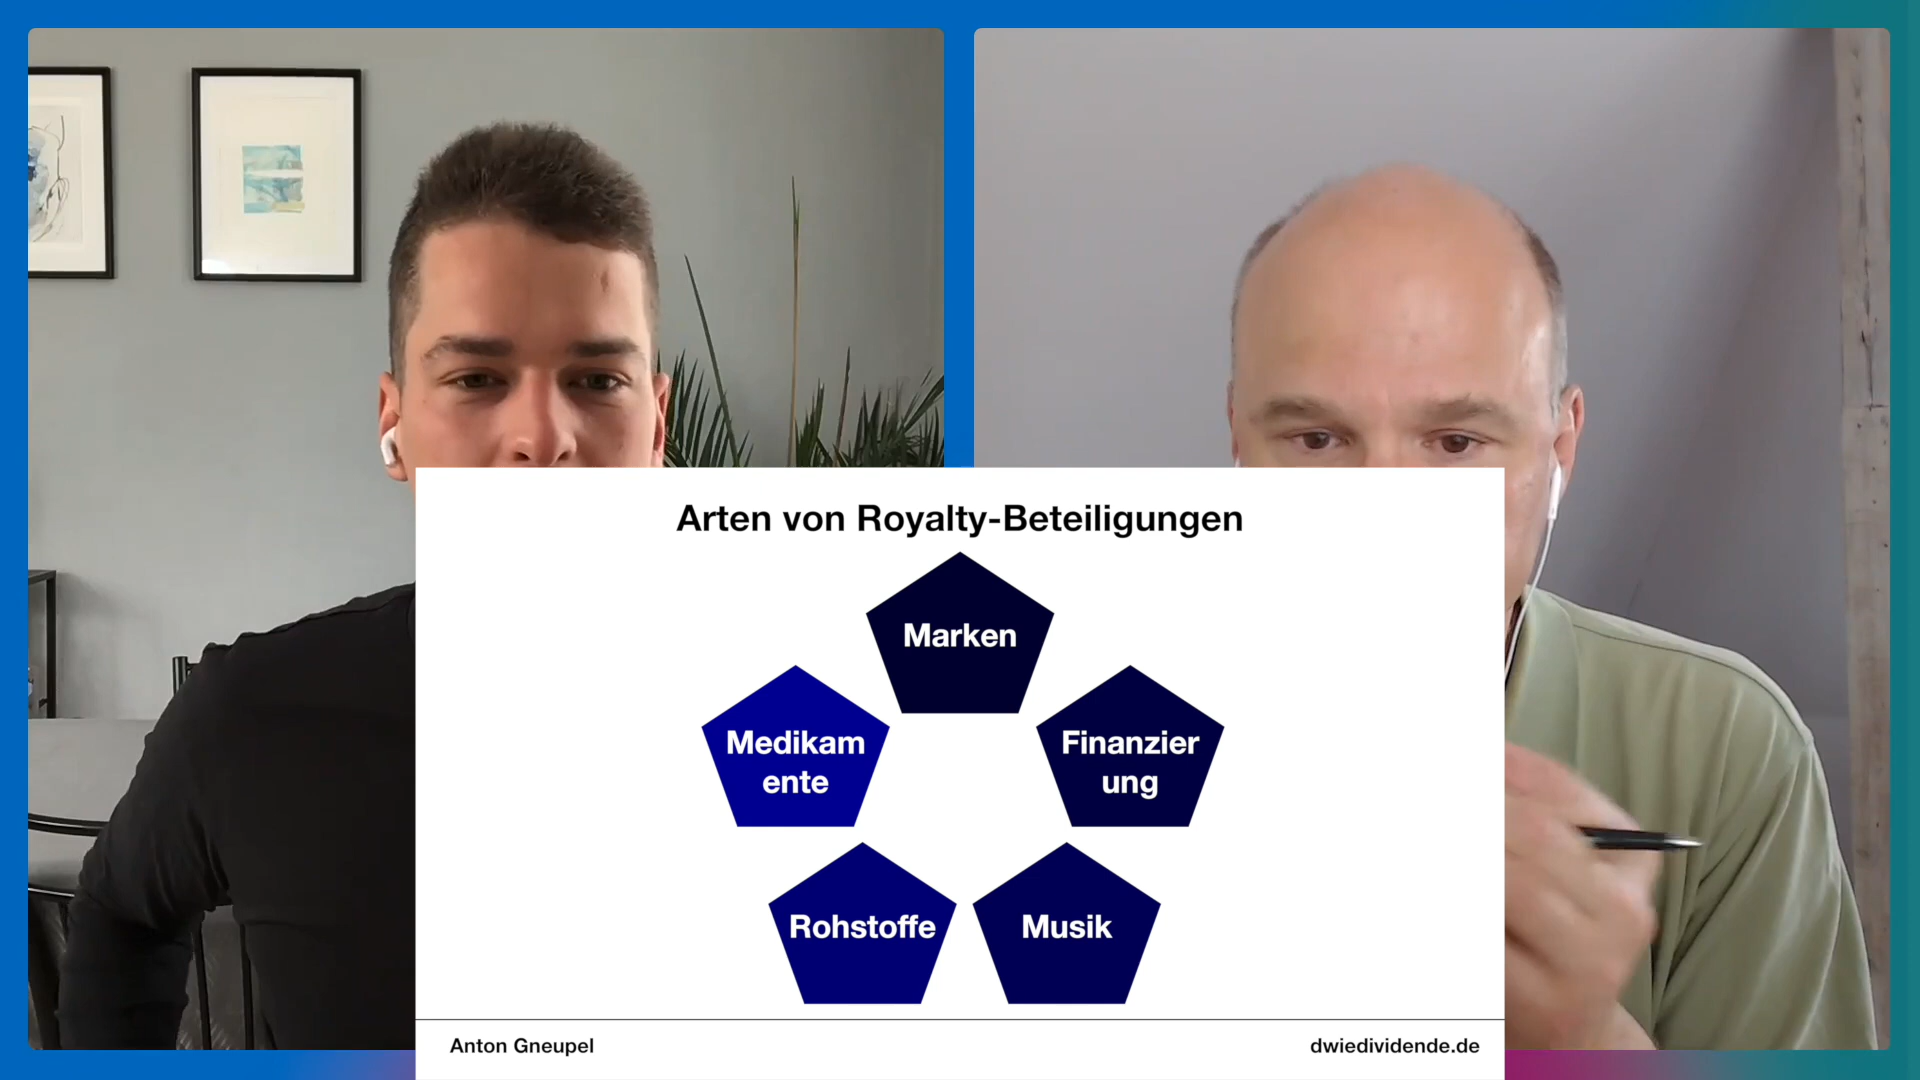 Arten von Royalty-Beteiligungen
Marken
Medikam
ente
Finanzier
ung
Rohstoffe
Musik
Anton Gneupel
dwiedividende.de